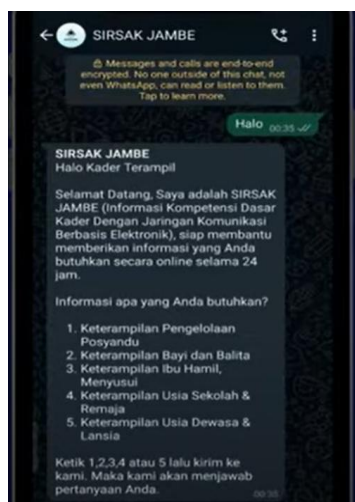 SIRSAK JAMBE
Messages and calls are end-to-end
encrypted. No one outside of this chat, not
even WhatsApp, can read or listen to them.
Tap to learn more.
Halo 00:35
SIRSAK JAMBE
Halo Kader Terampil
Selamat Datang, Saya adalah SIRSAK
JAMBE (Informasi Kompetensi Dasar
Kader Dengan Jaringan Komunikasi
Berbasis Elektronik), siap membantu
memberikan informasi yang Anda
butuhkan secara online selama 24
jam.
Informasi apa yang Anda butuhkan?
1. Keterampilan Pengelolaan
Posyandu
2. Keterampilan Bayi dan Balita
3. Keterampilan Ibu Hamil,
Menyusui
4. Keterampilan Usia Sekolah &
Remaja
5. Keterampilan Usia Dewasa &
Lansia
Ketik 1,2,3,4 atau 5 lalu kirim ke
kami. Maka kami akan menjawab
pertanyaan Anda.
00:35